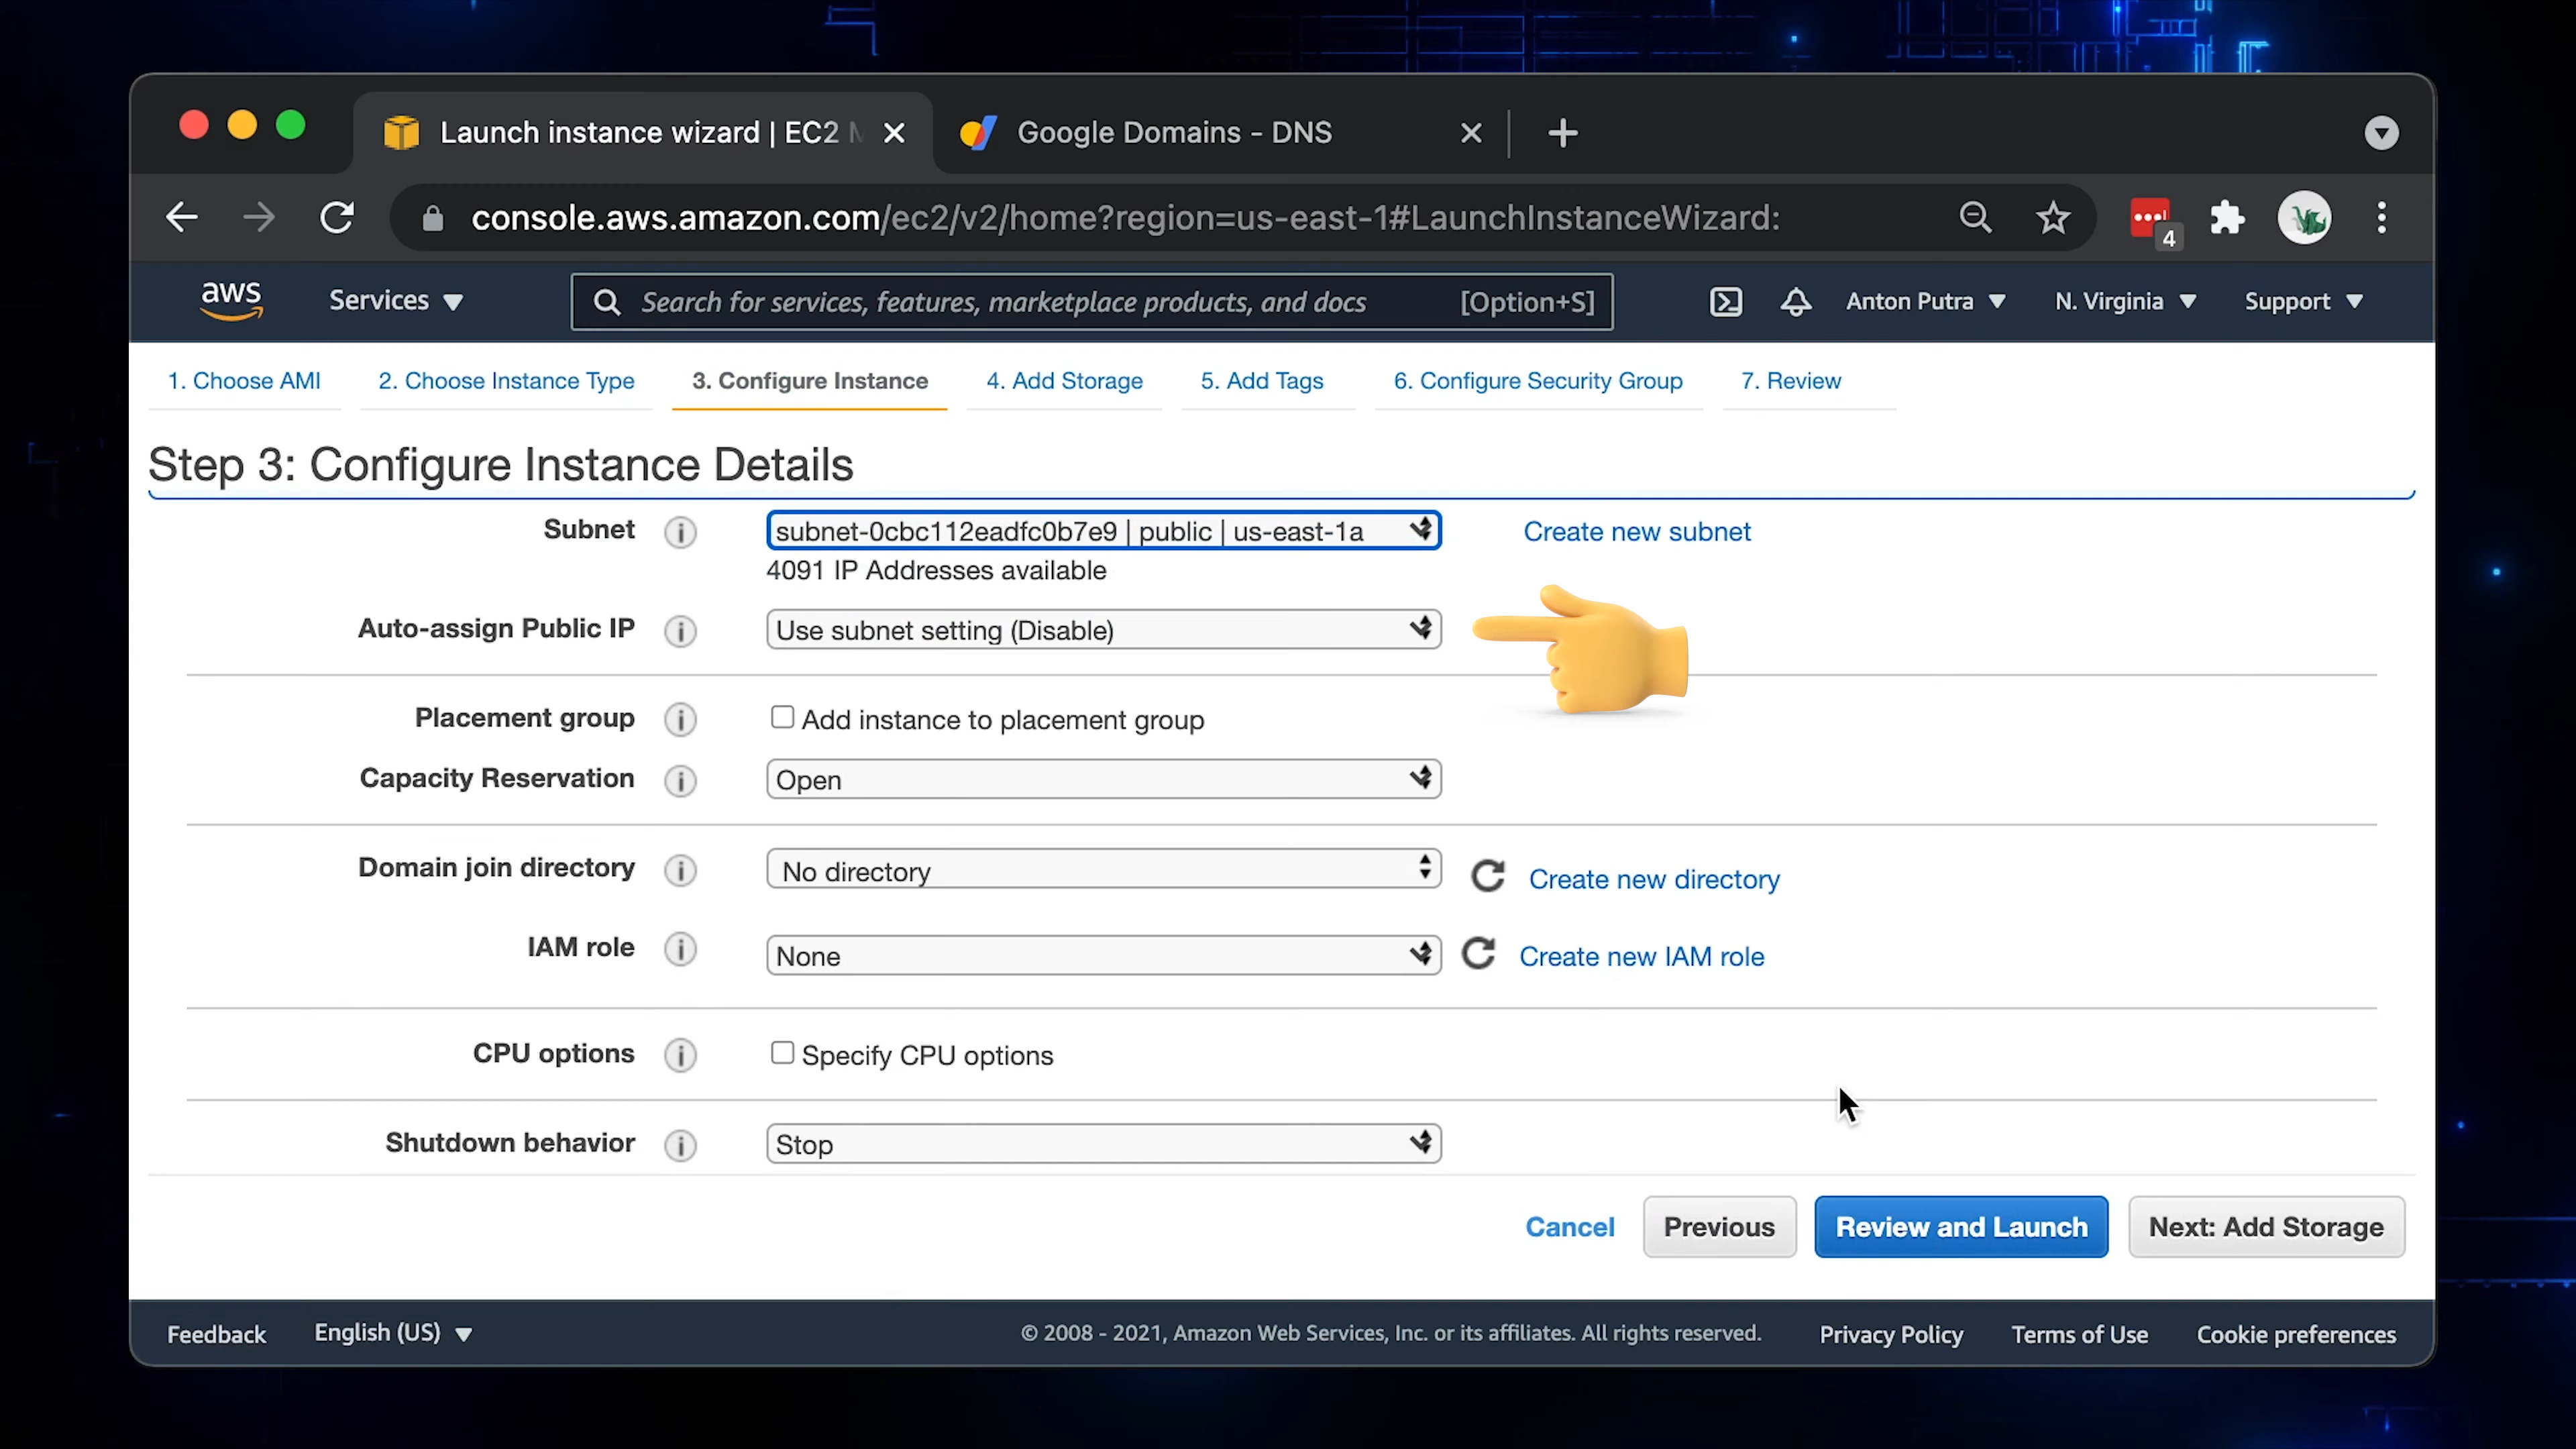 Launch instance wizard | EC2 M
Google Domains - DNS
console.aws.amazon.com/ec2/v2/home?region=us-east-1#LaunchInstanceWizard:
4
aws
Services
Search for services, features, marketplace products, and docs [Option+S]
Anton Putra
N. Virginia
Support
1. Choose AMI
2. Choose Instance Type
3. Configure Instance
4. Add Storage
5. Add Tags
6. Configure Security Group
7. Review
Step 3: Configure Instance Details
Subnet
subnet-0cbc112eadfc0b7e9 | public | us-east-1a
Create new subnet
4091 IP Addresses available
Auto-assign Public IP
Use subnet setting (Disable)
Placement group
Add instance to placement group
Capacity Reservation
Open
Domain join directory
No directory
Create new directory
IAM role
None
Create new IAM role
CPU options
Specify CPU options
Shutdown behavior
Stop
Cancel
Previous
Review and Launch
Next: Add Storage
Feedback
English (US)
© 2008 - 2021, Amazon Web Services, Inc. or its affiliates. All rights reserved.
Privacy Policy
Terms of Use
Cookie preferences